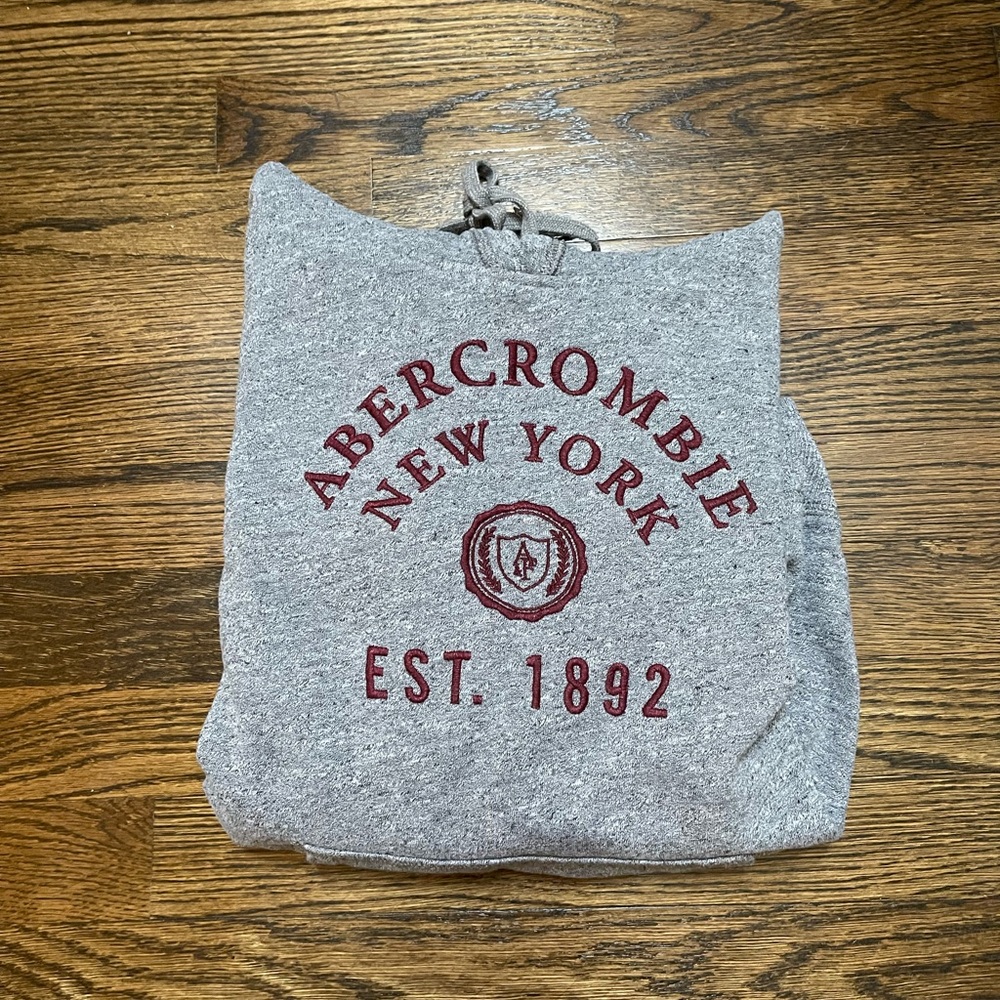 ABERCROMBIE
NEW YORK
AF
EST. 1892